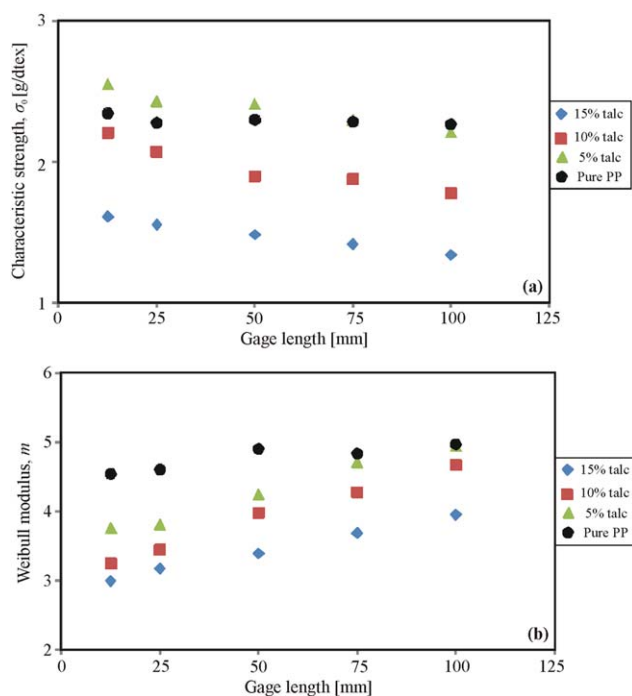 3
2
1
Characteristic strength, σ₀ [g/dtex]
0
25
50
75
100
125
Gage length [mm]
(a)
15% talc
10% talc
5% talc
Pure PP
6
5
4
3
2
Weibull modulus, m
0
25
50
75
100
125
Gage length [mm]
(b)
15% talc
10% talc
5% talc
Pure PP